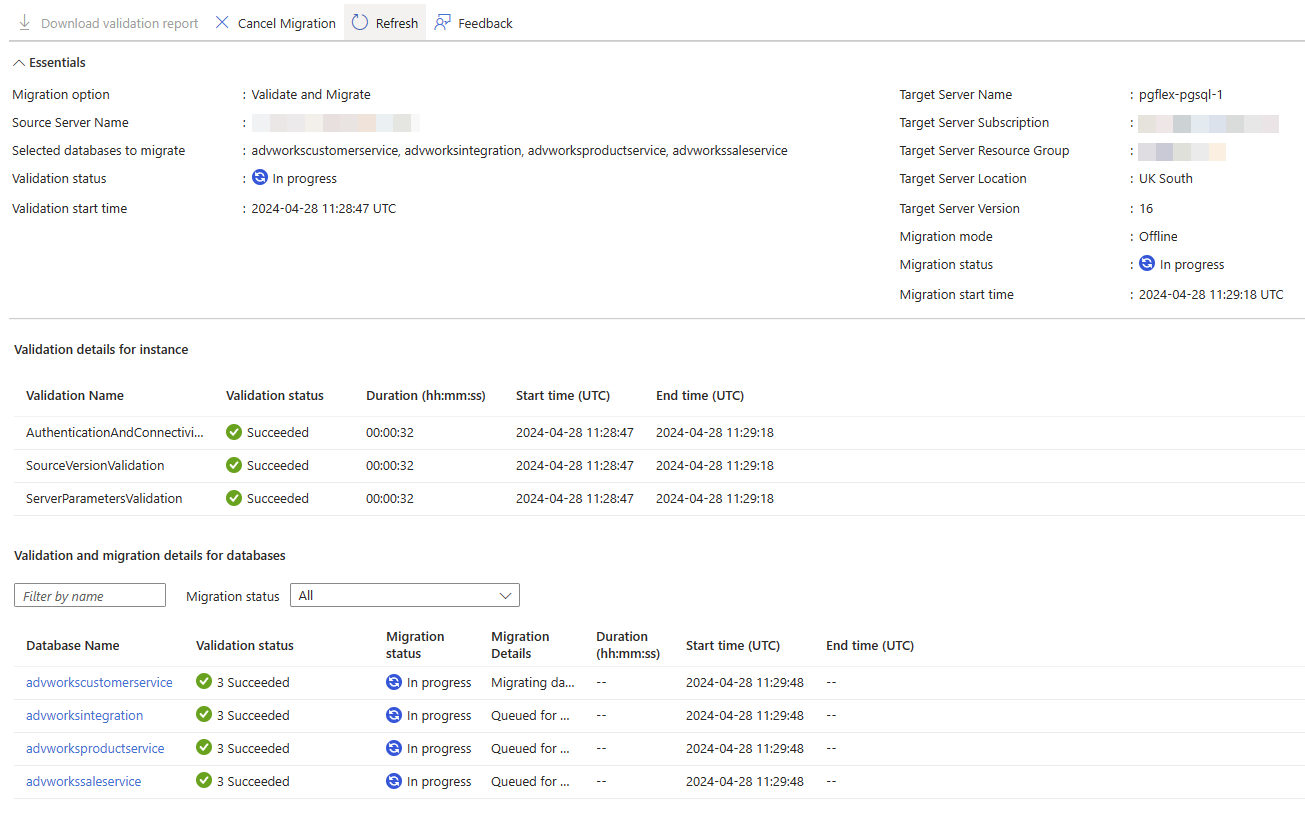 Download validation report Cancel Migration Refresh Feedback
Essentials
Migration option : Validate and Migrate Target Server Name : pgflex-pgsql-1
Source Server Name : Target Server Subscription :
Selected databases to migrate : advworkscustomerservice, advworksintegration, advworksproductservice, advworkssaleservice Target Server Resource Group :
Validation status : In progress Target Server Location : UK South
Validation start time : 2024-04-28 11:28:47 UTC Target Server Version : 16
Migration mode : Offline
Migration status : In progress
Migration start time : 2024-04-28 11:29:18 UTC
Validation details for instance
Validation Name Validation status Duration (hh:mm:ss) Start time (UTC) End time (UTC)
AuthenticationAndConnectivi... Succeeded 00:00:32 2024-04-28 11:28:47 2024-04-28 11:29:18
SourceVersionValidation Succeeded 00:00:32 2024-04-28 11:28:47 2024-04-28 11:29:18
ServerParametersValidation Succeeded 00:00:32 2024-04-28 11:28:47 2024-04-28 11:29:18
Validation and migration details for databases
Filter by name Migration status All
Database Name Validation status Migration status Migration Details Duration (hh:mm:ss) Start time (UTC) End time (UTC)
advworkscustomerservice 3 Succeeded In progress Migrating da... -- 2024-04-28 11:29:48 --
advworksintegration 3 Succeeded In progress Queued for ... -- 2024-04-28 11:29:48 --
advworksproductservice 3 Succeeded In progress Queued for ... -- 2024-04-28 11:29:48 --
advworkssaleservice 3 Succeeded In progress Queued for ... -- 2024-04-28 11:29:48 --